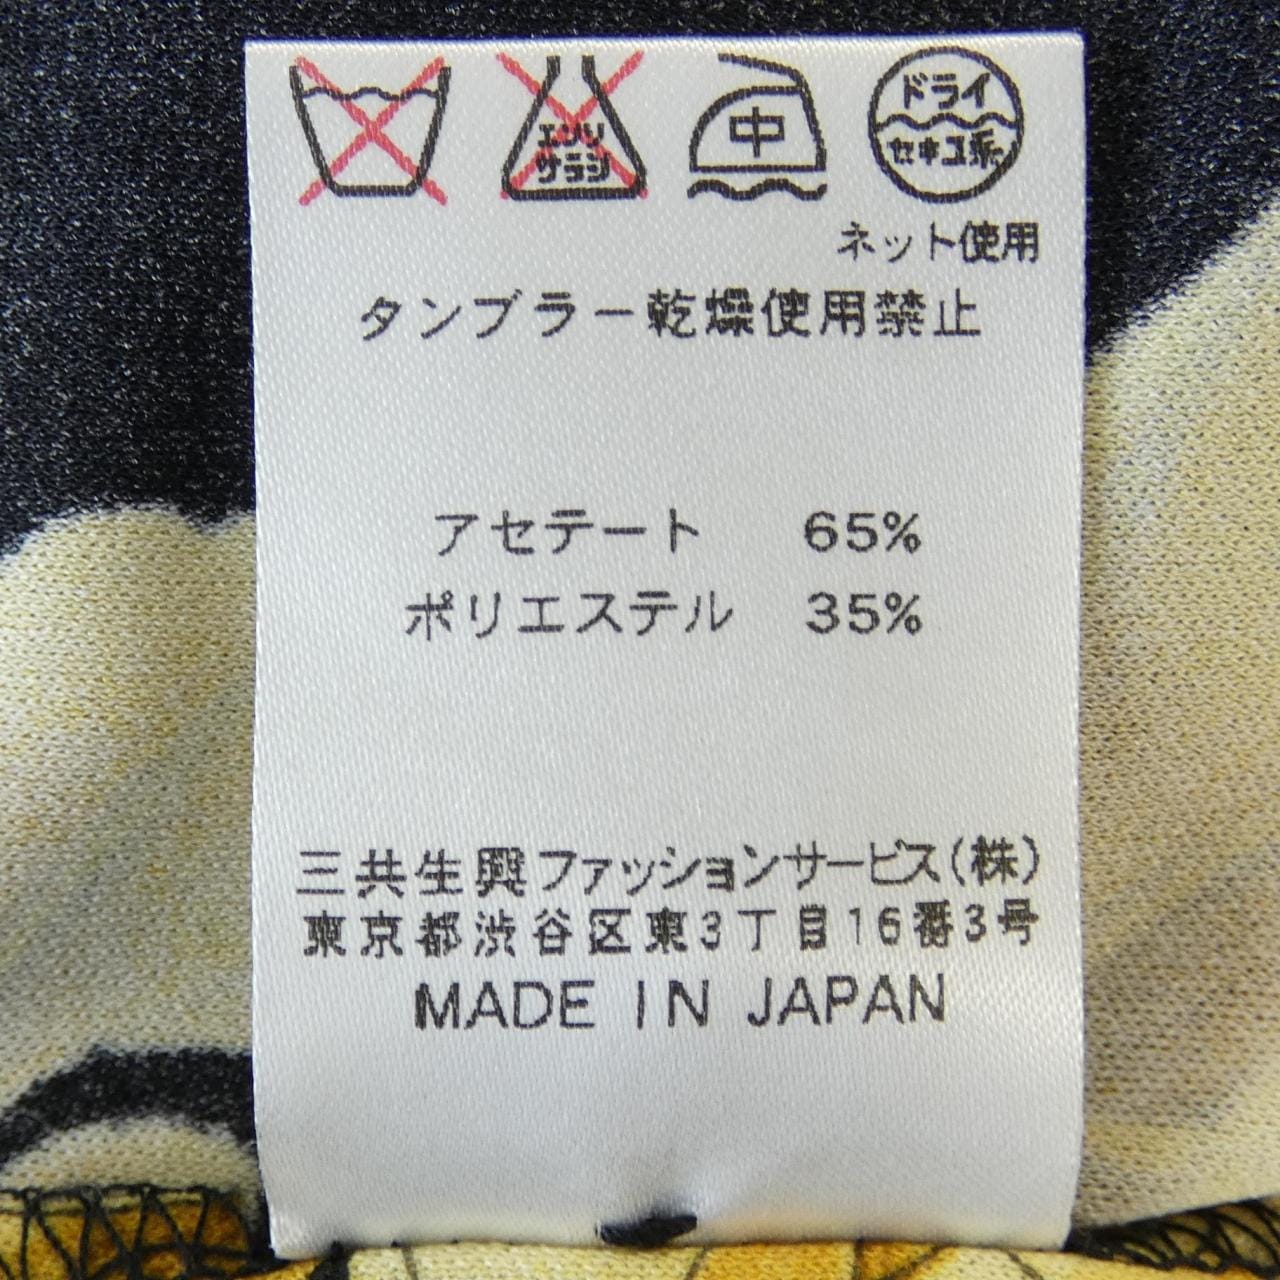 エンソ
サラシ
中
ドライ
セキユ系
ネット使用
タンブラー乾燥使用禁止
アセテート 65%
ポリエステル 35%
三共生興ファッションサービス(株)
東京都渋谷区東3丁目16番3号
MADE IN JAPAN